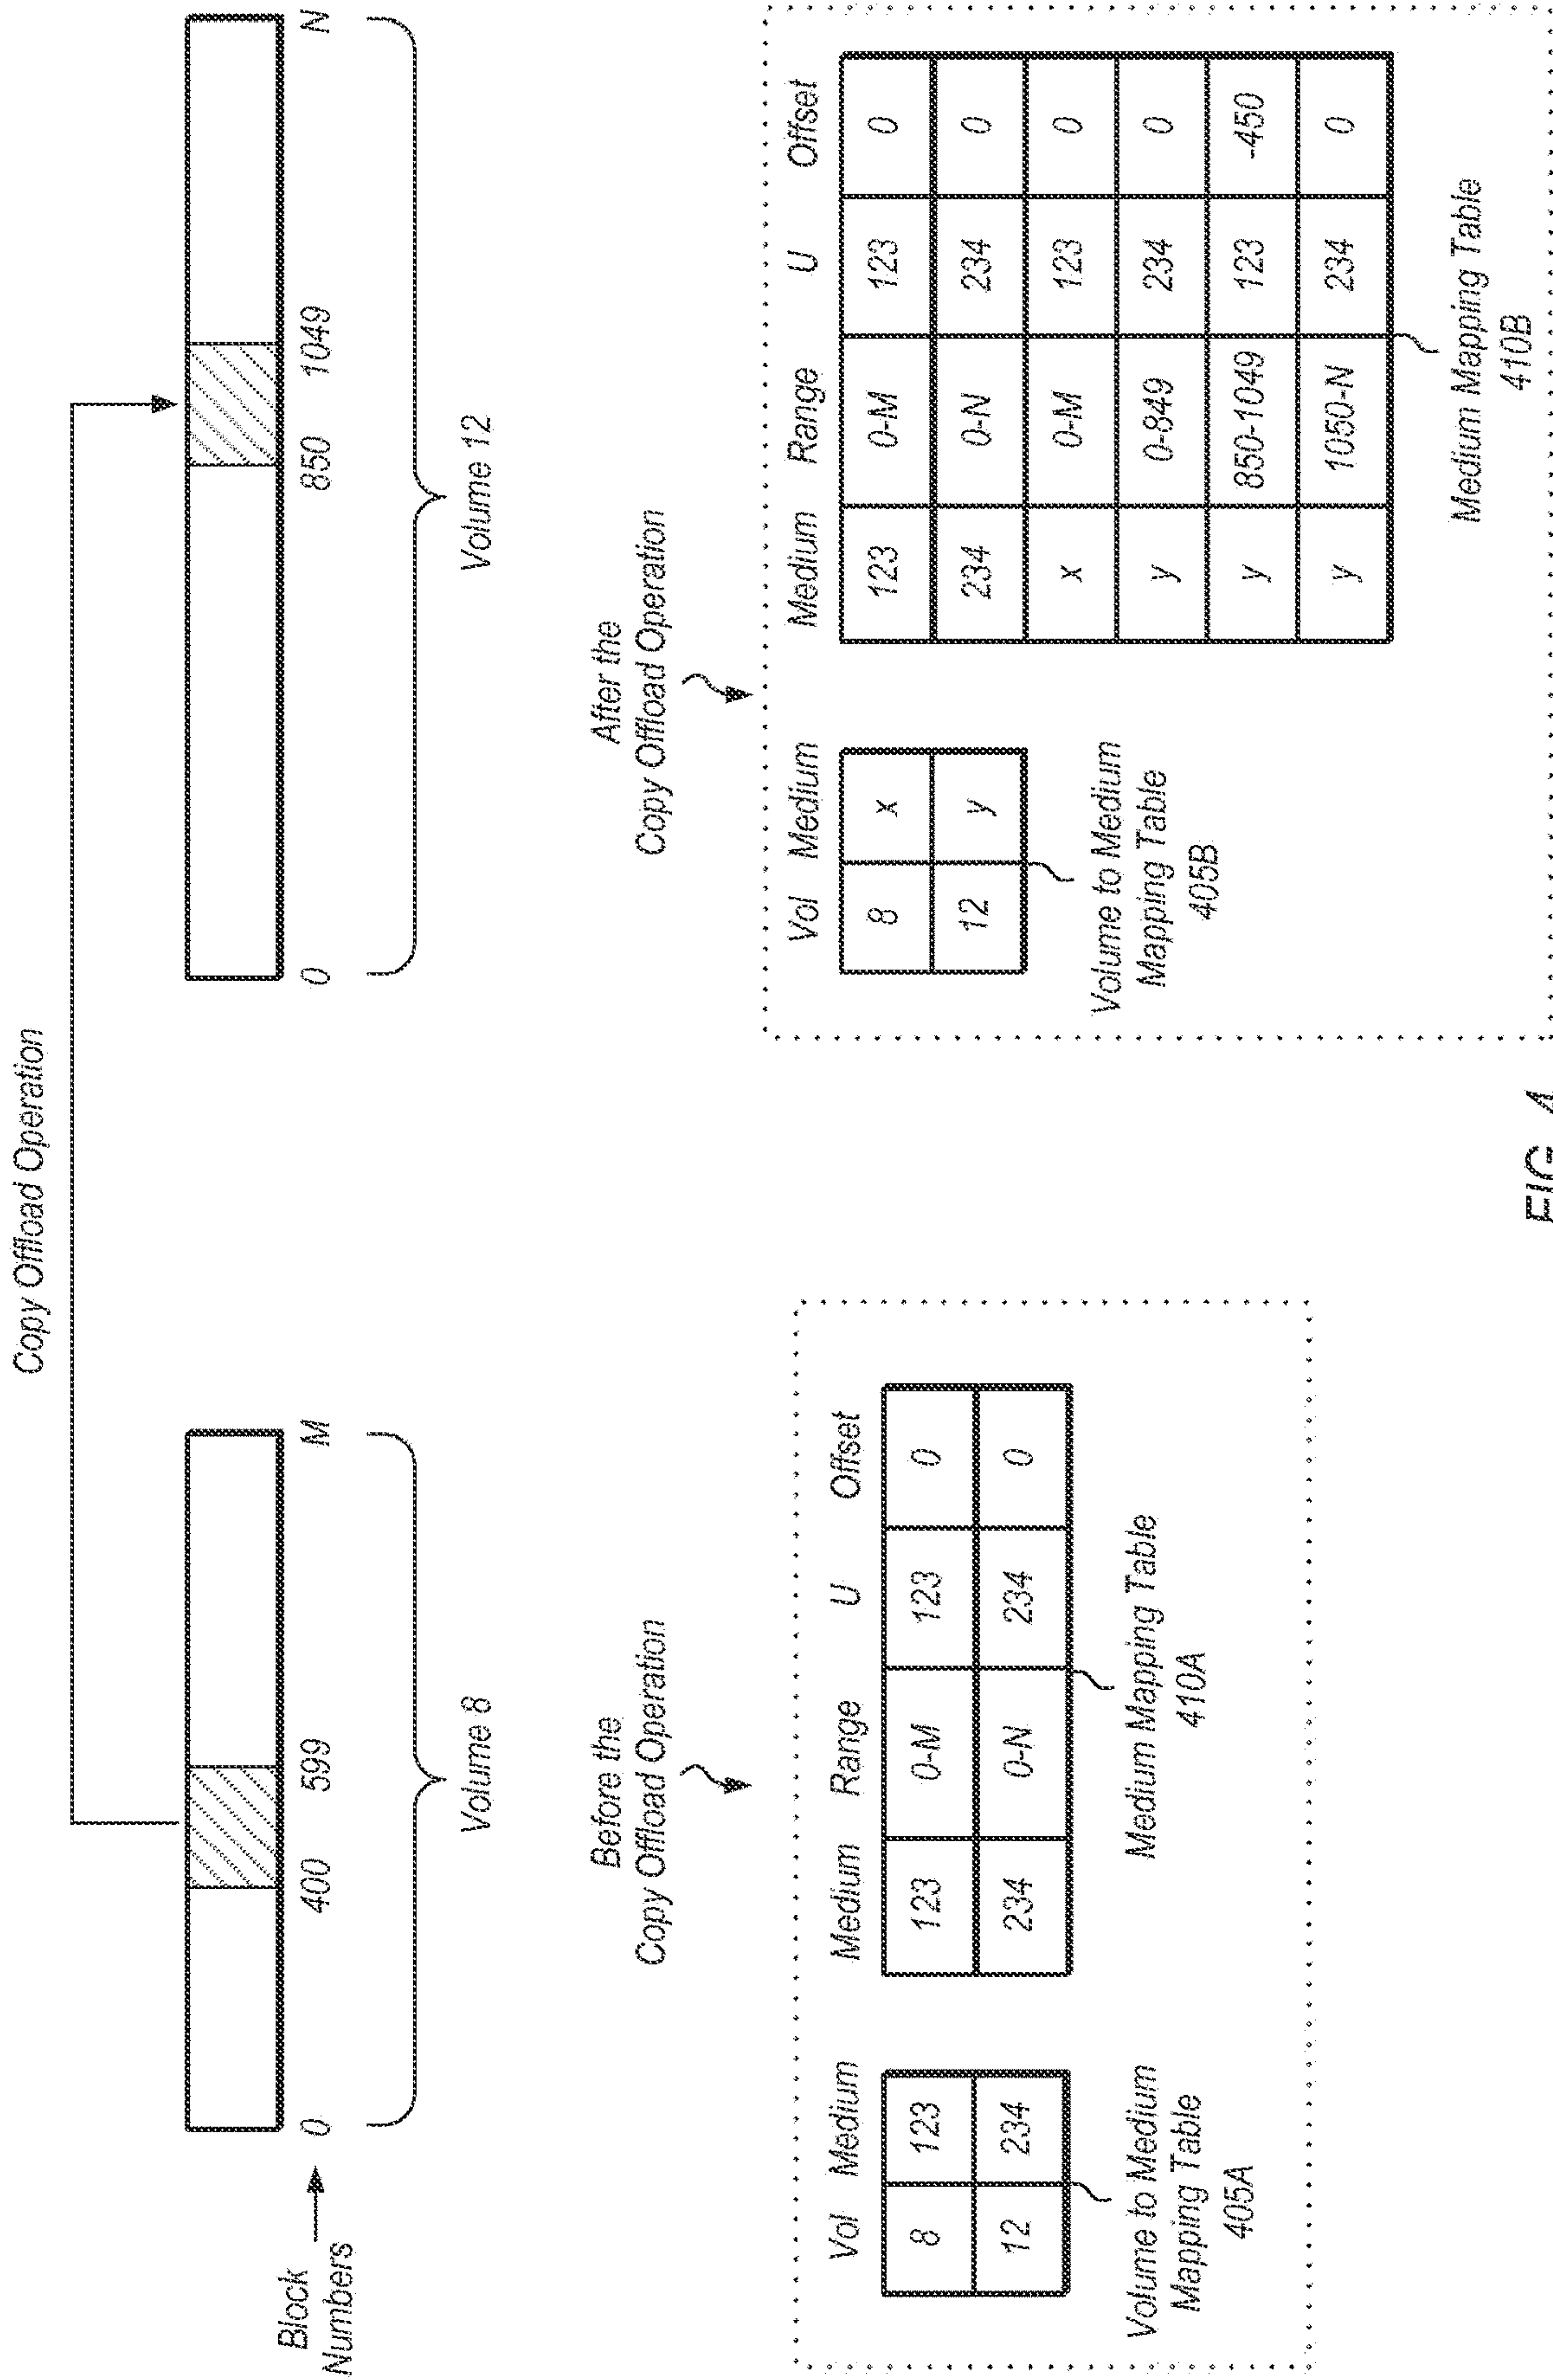 Copy Offload Operation
Block
Numbers
0 400 599 M
Volume 8
0 850 1049 N
Volume 12
Before the
Copy Offload Operation
Vol Medium
8 123
12 234
Volume to Medium
Mapping Table
405A
Medium Range U Offset
123 0-M 123 0
234 0-N 234 0
Medium Mapping Table
410A
After the
Copy Offload Operation
Vol Medium
8 x
12 y
Volume to Medium
Mapping Table
405B
Medium Range U Offset
123 0-M 123 0
234 0-N 234 0
x 0-M 123 0
y 0-849 234 0
y 850-1049 123 -450
y 1050-N 234 0
Medium Mapping Table
410B
FIG. 4